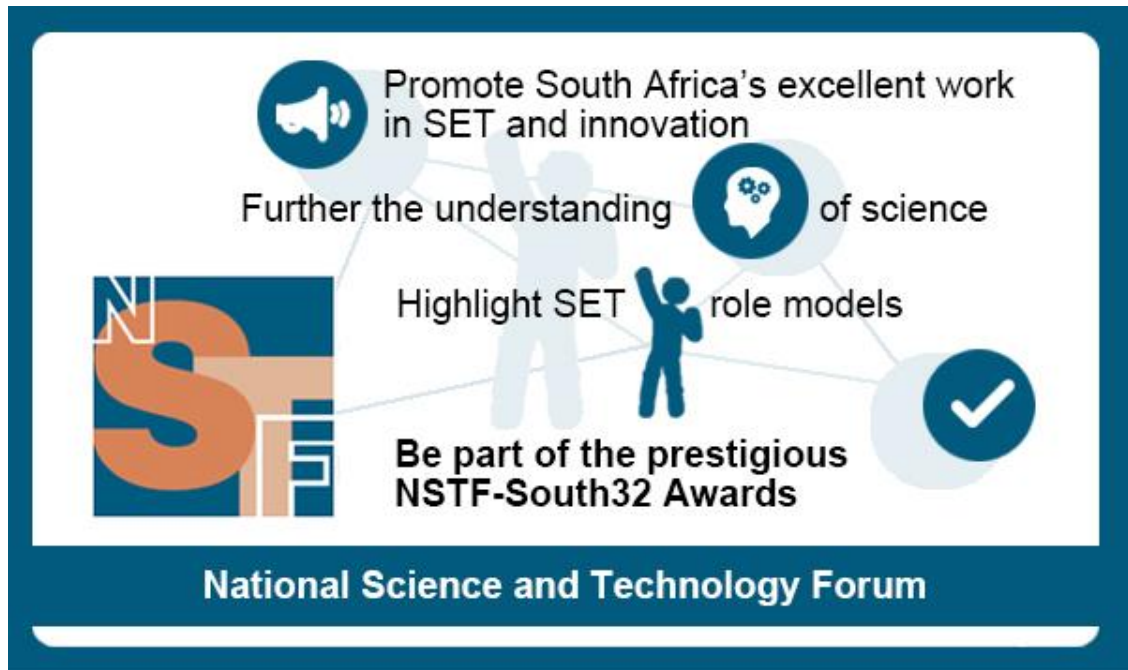 Promote South Africa's excellent work
in SET and innovation
Further the understanding of science
Highlight SET role models
NSTF
Be part of the prestigious
NSTF-South32 Awards
National Science and Technology Forum